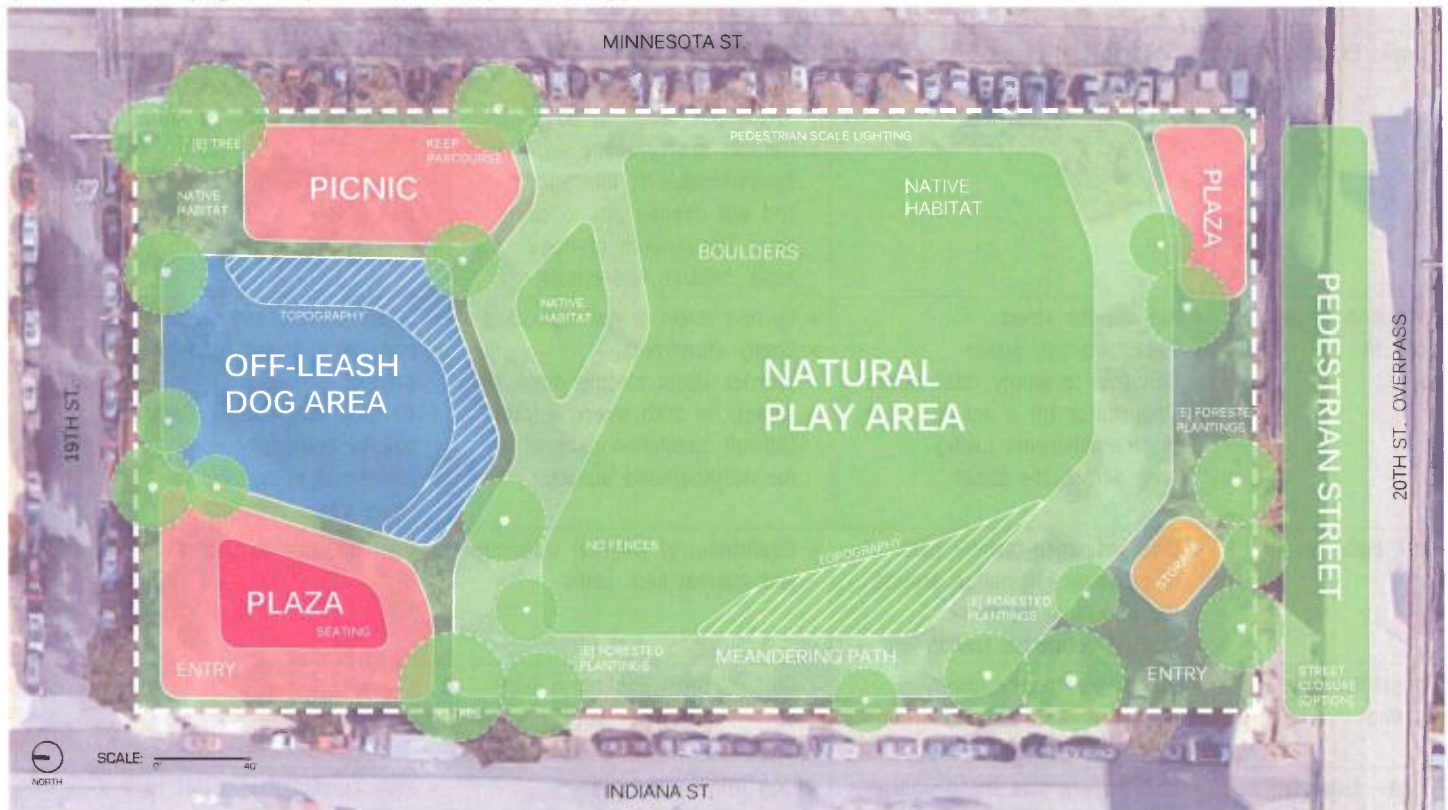 MINNESOTA ST.
PEDESTRIAN SCALE LIGHTING
[E] TREE
KEEP
PARCOURSE
PICNIC
NATIVE
HABITAT
NATIVE
HABITAT
PLAZA
BOULDERS
NATIVE
HABITAT
TOPOGRAPHY
OFF-LEASH
DOG AREA
NATURAL
PLAY AREA
19TH ST.
[E] FORESTE
PLANTINGS
PEDESTRIAN STREET
20TH ST. OVERPASS
NO FENCES
TOPOGRAPHY
STORAGE
PLAZA
SEATING
[E] FORESTED
PLANTINGS
[E] FORESTED
PLANTINGS
MEANDERING PATH
ENTRY
ENTRY
STREET
CLOSURE
(OPTION)
TREE
SCALE:
0'
40'
NORTH
INDIANA ST.